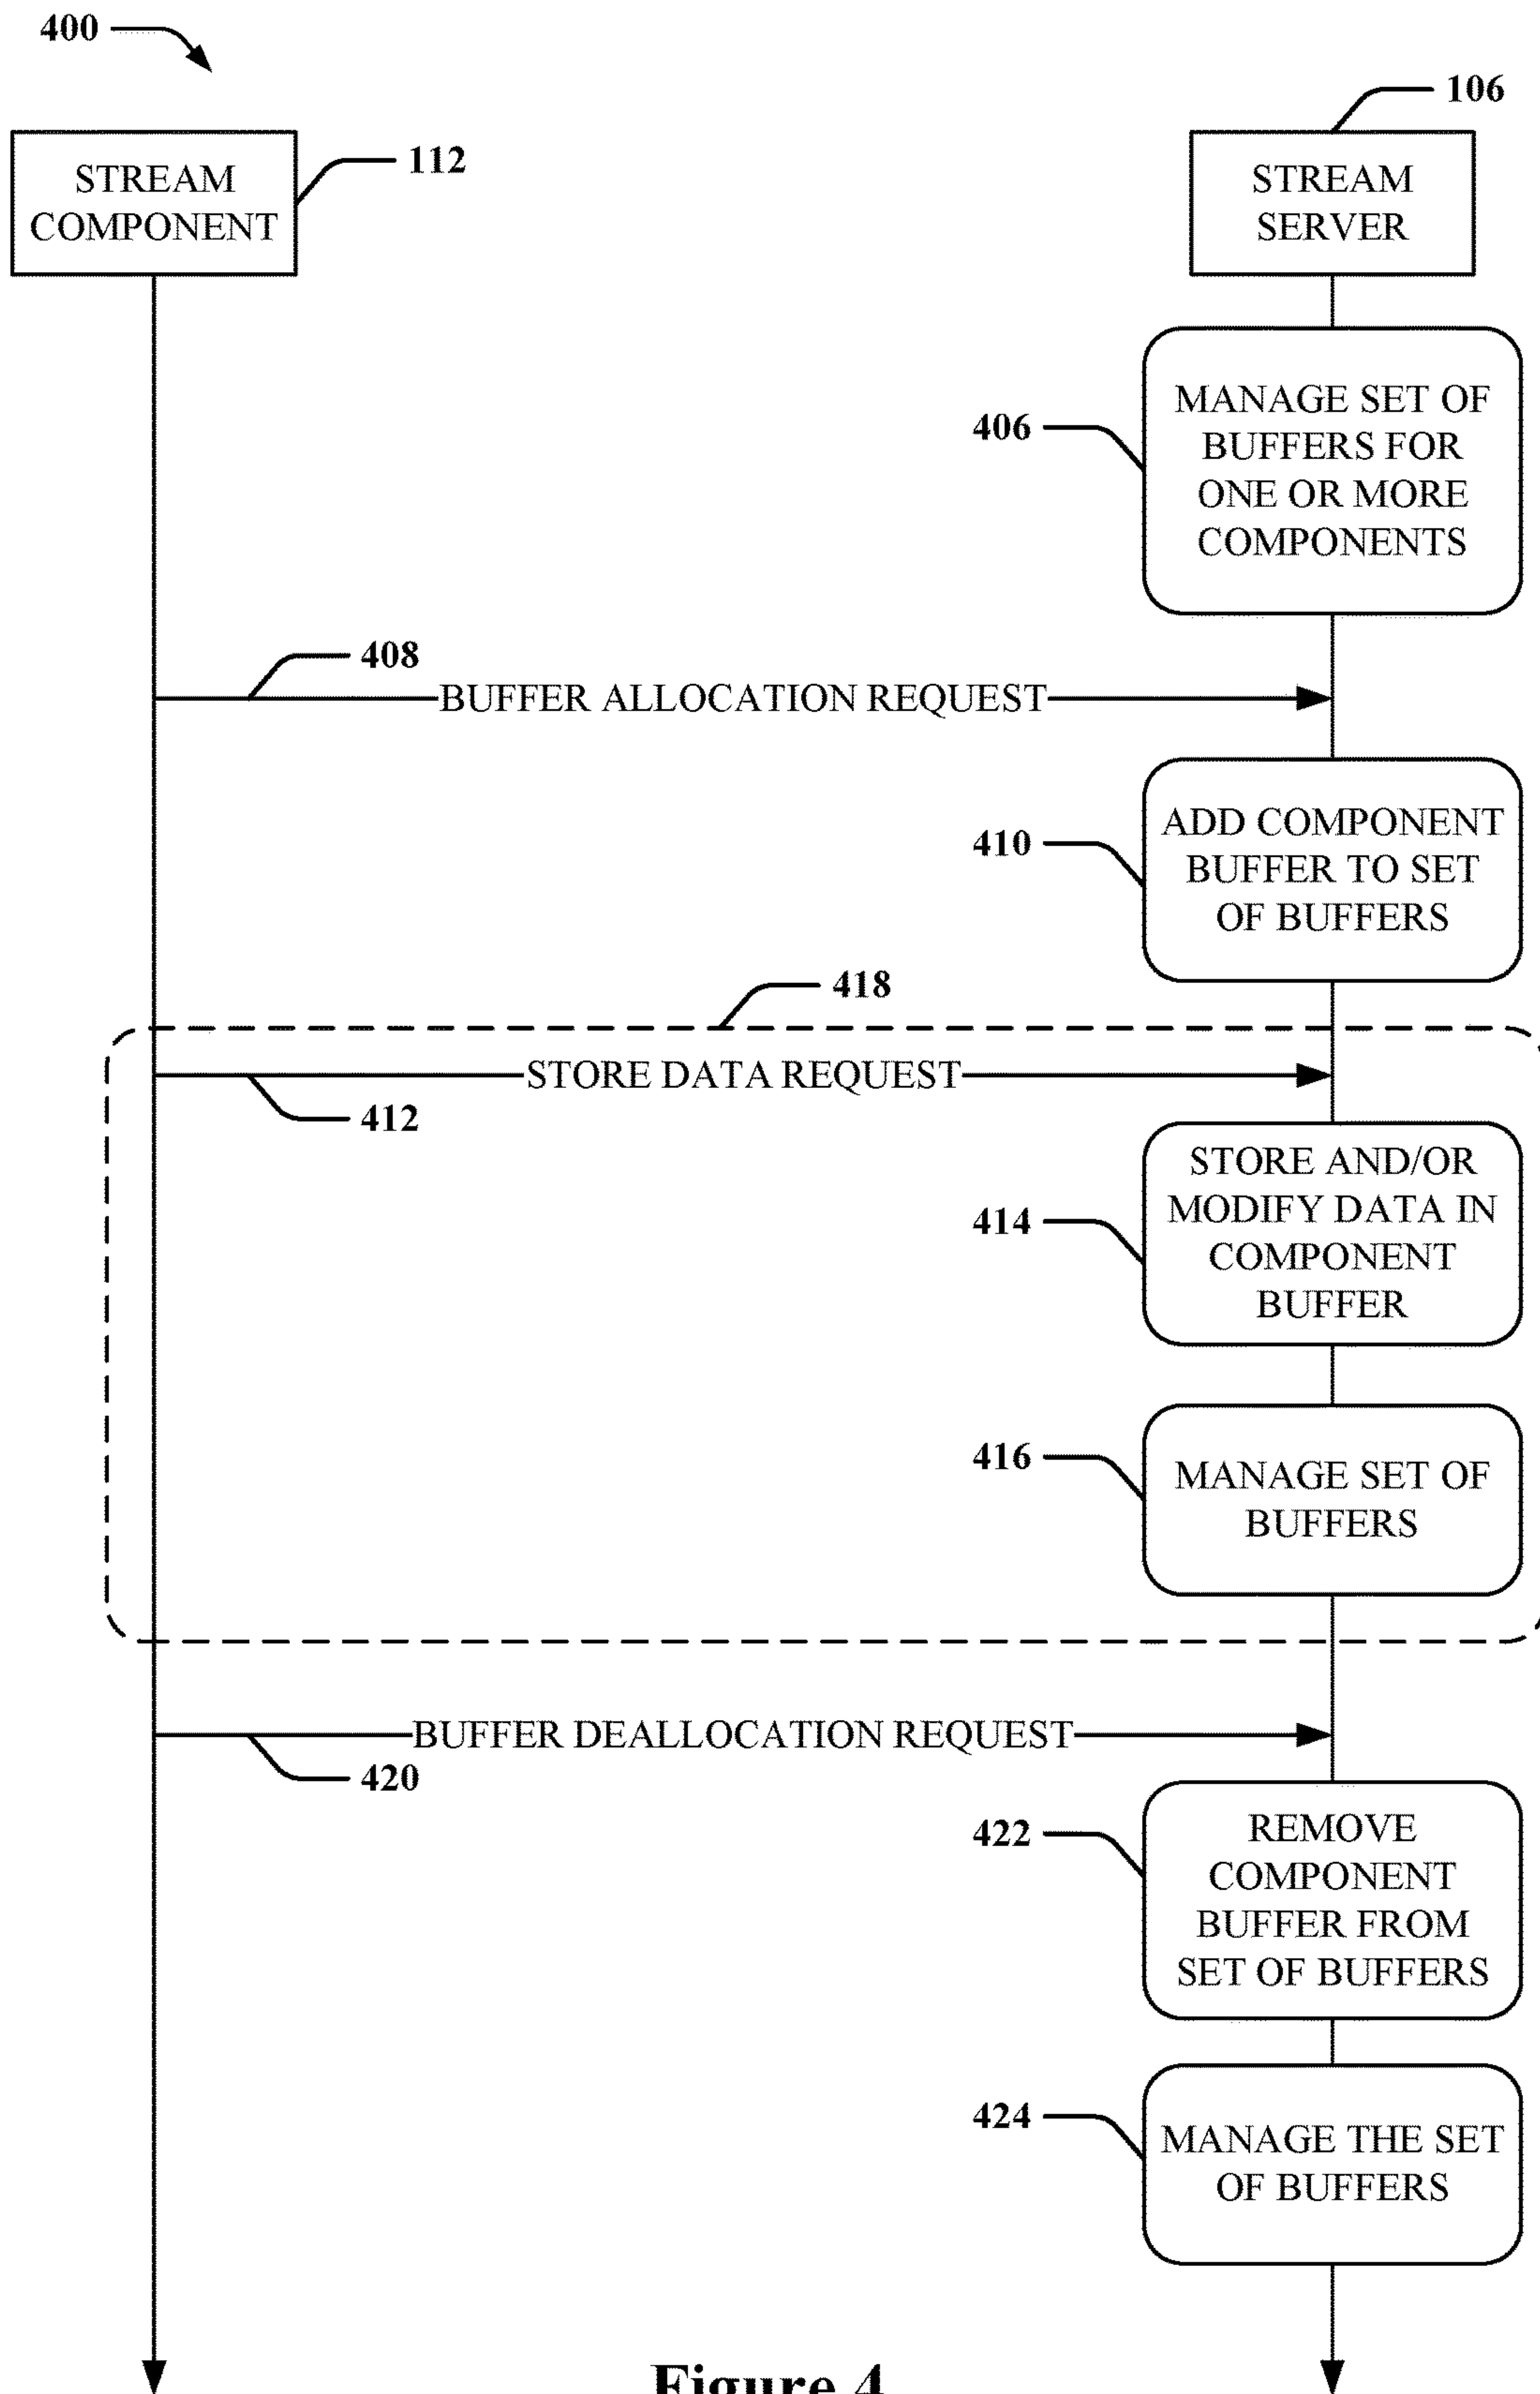 400
106
STREAM
COMPONENT
112
STREAM
SERVER
406
MANAGE SET OF
BUFFERS FOR
ONE OR MORE
COMPONENTS
408
BUFFER ALLOCATION REQUEST
410
ADD COMPONENT
BUFFER TO SET
OF BUFFERS
418
STORE DATA REQUEST
412
414
STORE AND/OR
MODIFY DATA IN
COMPONENT
BUFFER
416
MANAGE SET OF
BUFFERS
BUFFER DEALLOCATION REQUEST
420
422
REMOVE
COMPONENT
BUFFER FROM
SET OF BUFFERS
424
MANAGE THE SET
OF BUFFERS
Figure 4